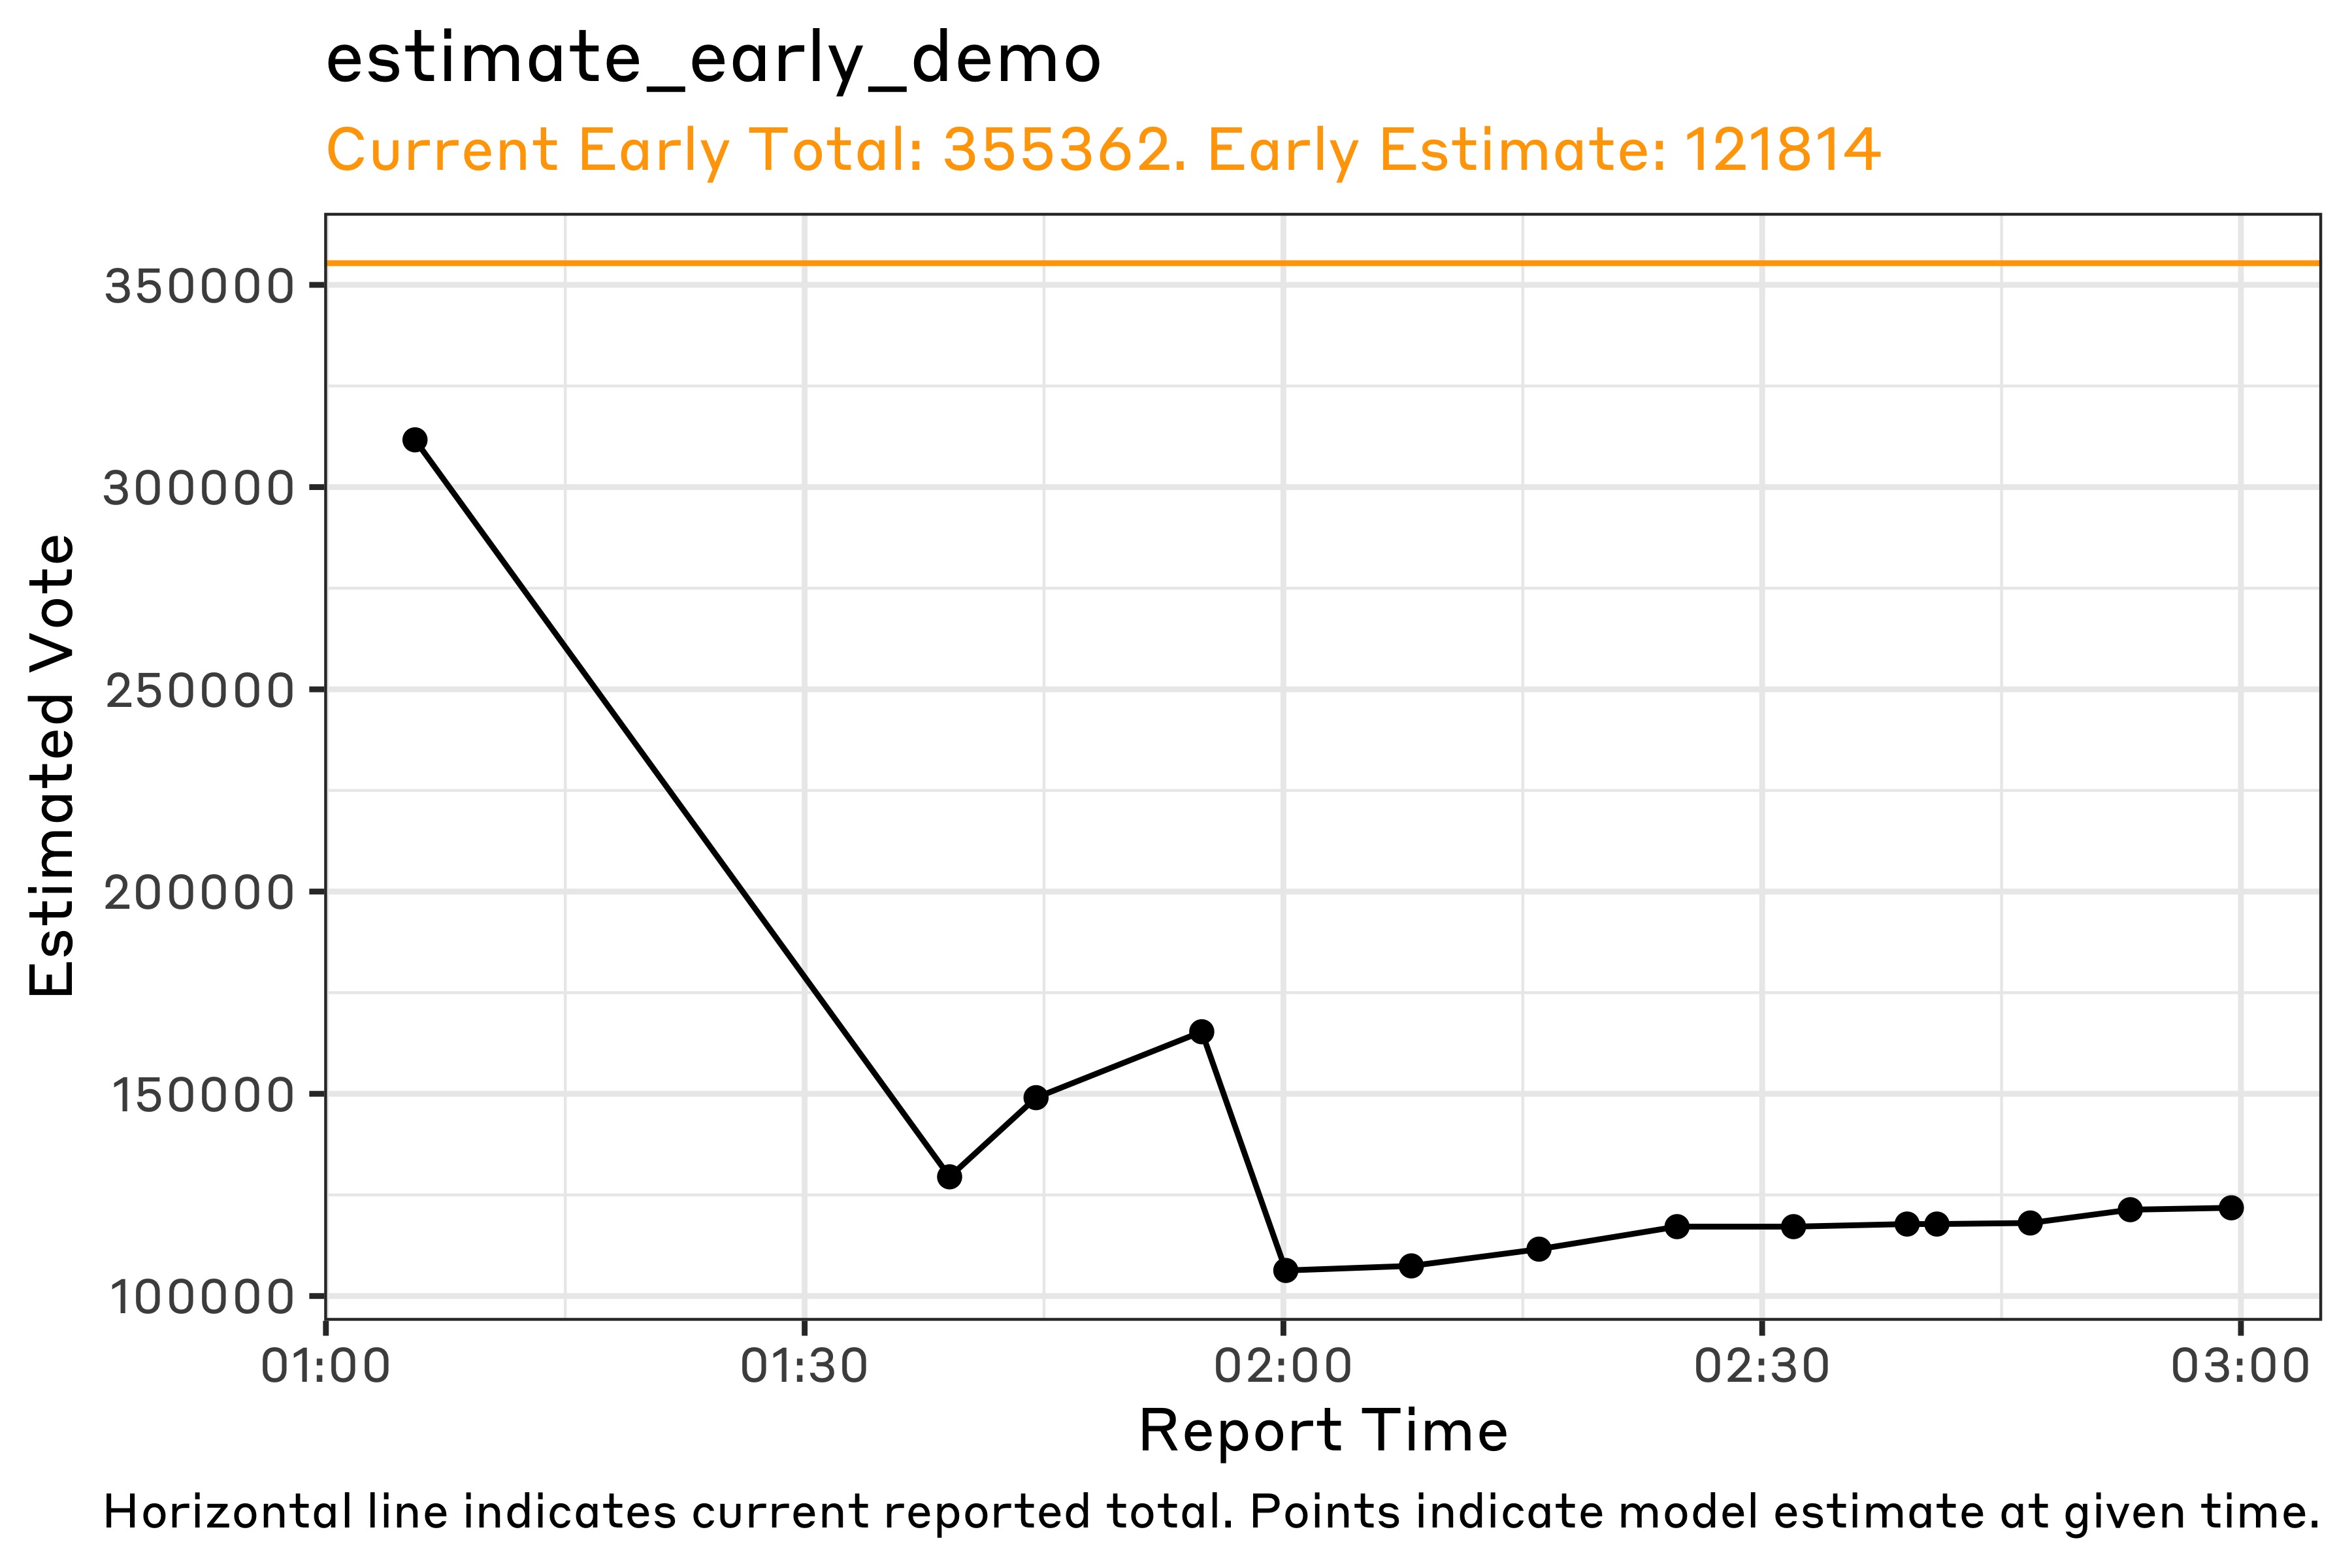 estimate_early_demo
Current Early Total: 355362. Early Estimate: 121814
Estimated Vote
350000
300000
250000
200000
150000
100000
01:00 01:30 02:00 02:30 03:00
Report Time
Horizontal line indicates current reported total. Points indicate model estimate at given time.